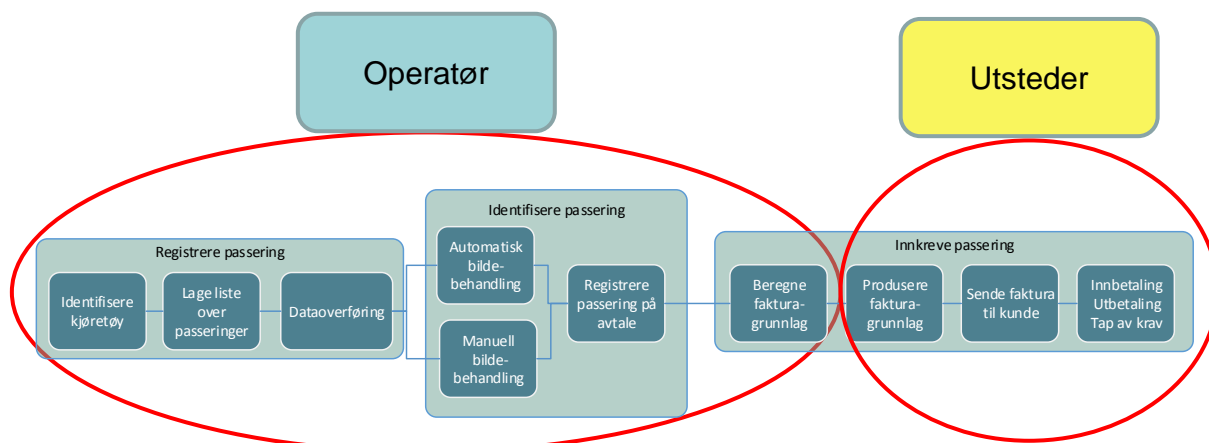 Operatør
Utsteder
Registrere passering
Identifisere
kjøretøy
Lage liste
over
passeringer
Dataoverføring
Identifisere passering
Automatisk
bilde-
behandling
Manuell
bilde-
behandling
Registrere
passering på
avtale
Innkreve passering
Beregne
faktura-
grunnlag
Produsere
faktura-
grunnlag
Sende faktura
til kunde
Innbetaling
Utbetaling
Tap av krav